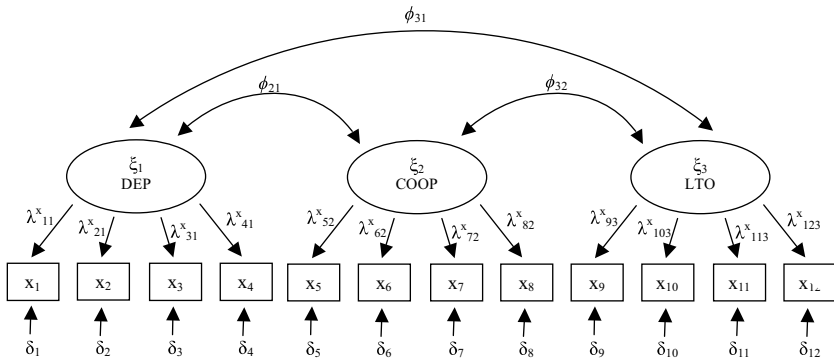 ϕ31
ϕ21 ϕ32
ξ1 ξ2 ξ3
DEP COOP LTO
λx11 λx21 λx31 λx41 λx52 λx62 λx72 λx82 λx93 λx103 λx113 λx123
x1 x2 x3 x4 x5 x6 x7 x8 x9 x10 x11 x12
δ1 δ2 δ3 δ4 δ5 δ6 δ7 δ8 δ9 δ10 δ11 δ12